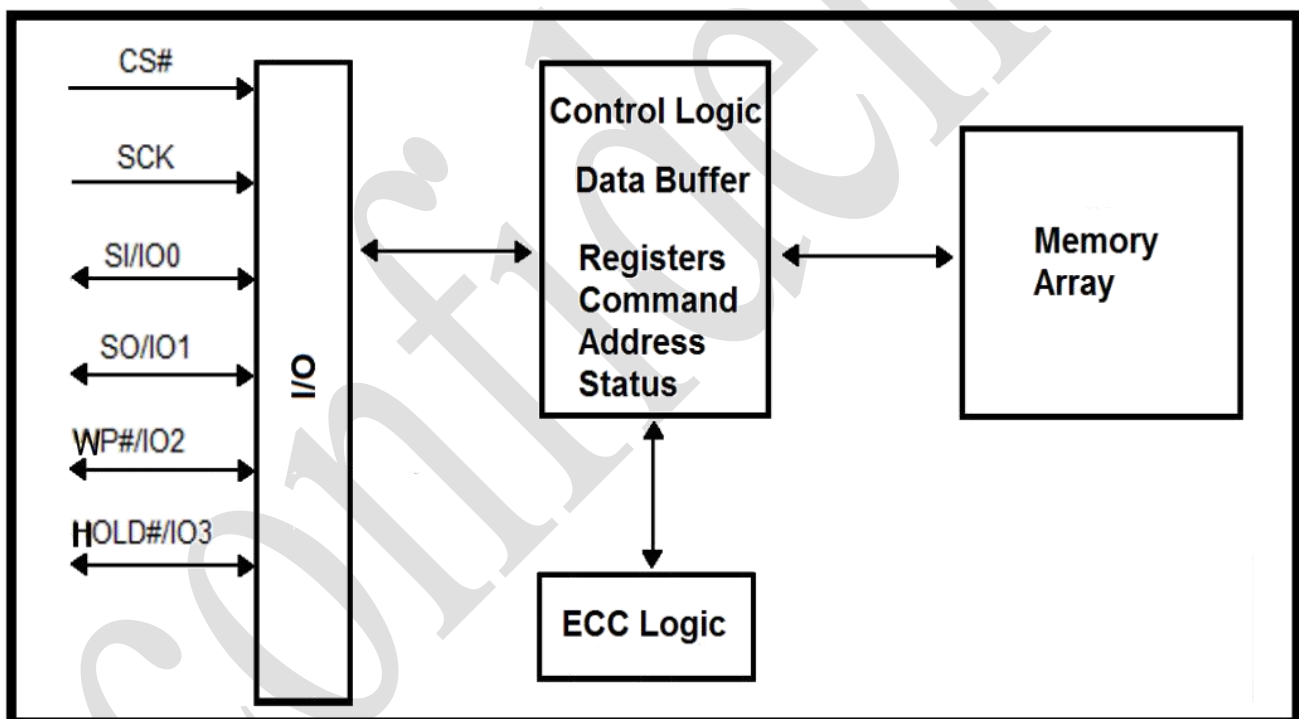 CS#
SCK
SI/IO0
SO/IO1
WP#/IO2
HOLD#/IO3
I/O
Control Logic
Data Buffer
Registers
Command
Address
Status
Memory
Array
ECC Logic
confiden